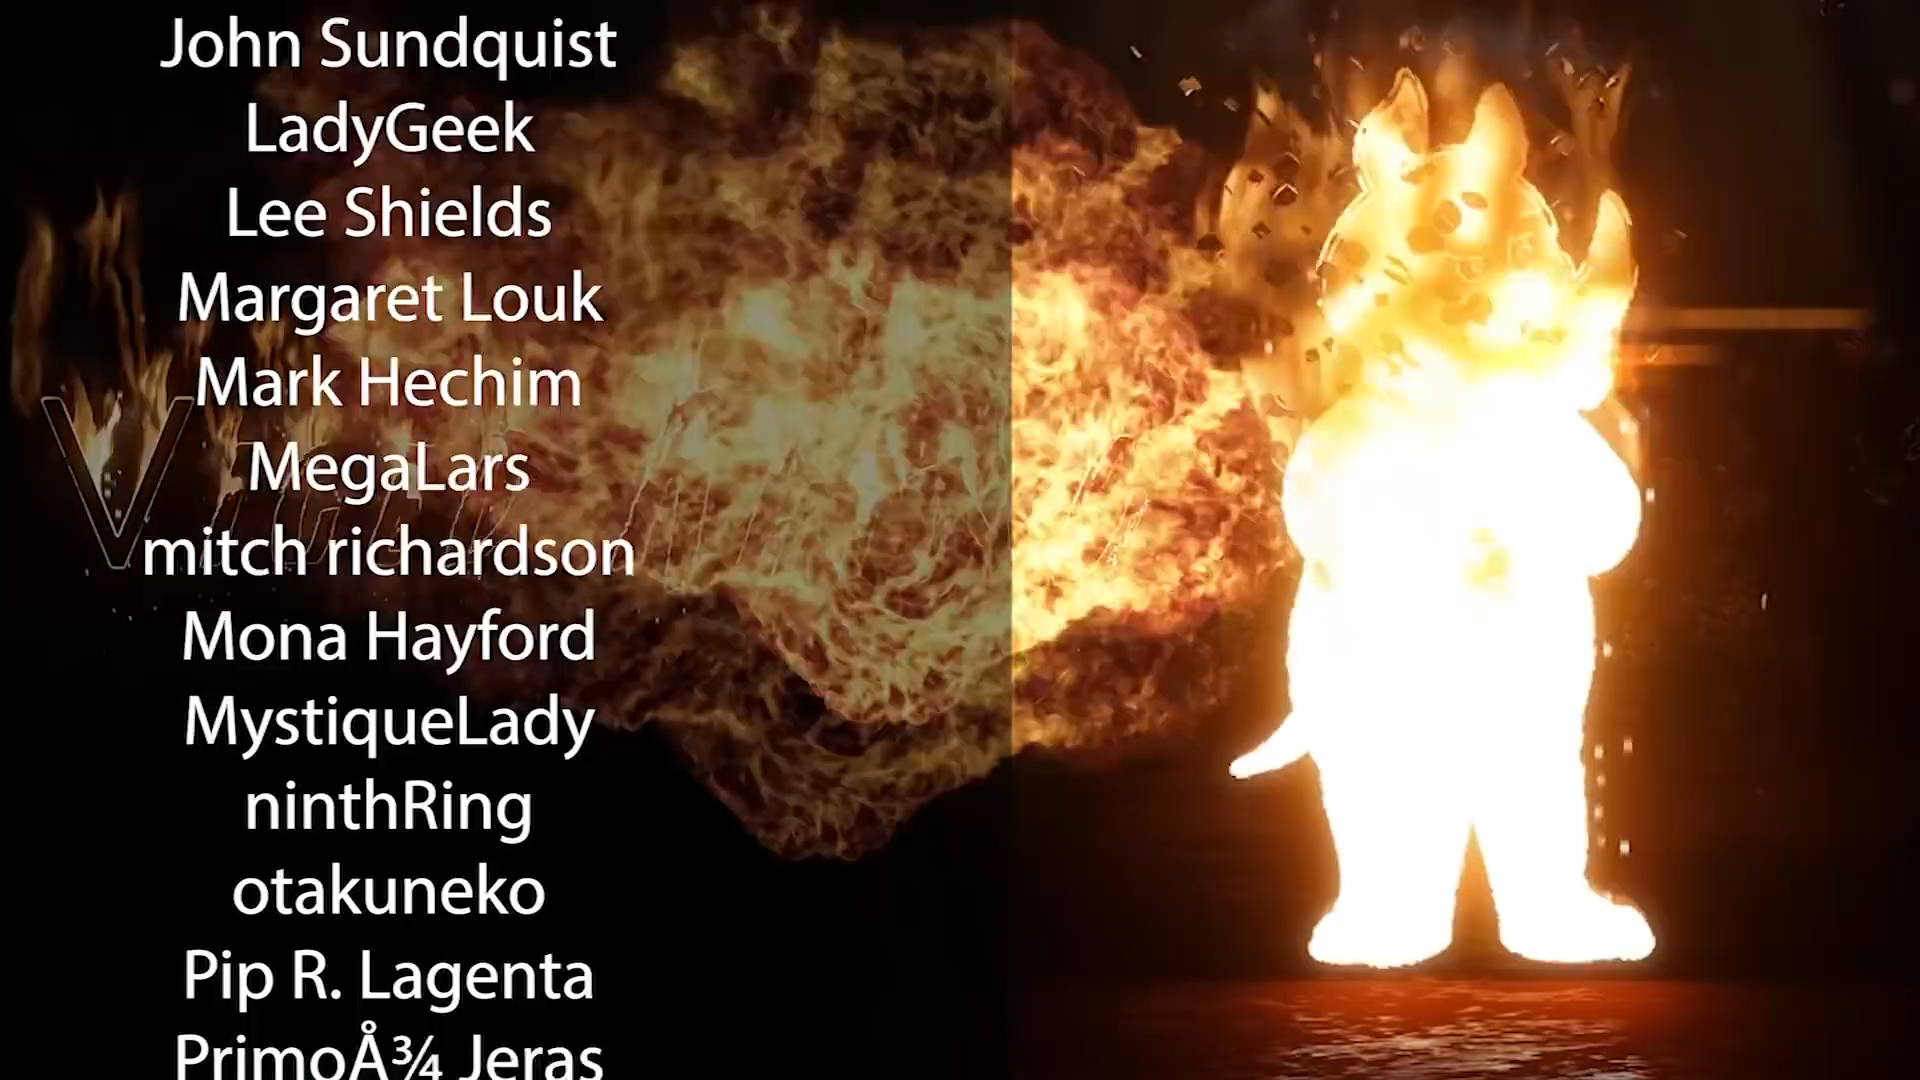 John Sundquist
LadyGeek
Lee Shields
Margaret Louk
Mark Hechim
MegaLars
mitch richardson
Mona Hayford
MystiqueLady
ninthRing
otakuneko
Pip R. Lagenta
PrimoÅ¾ Jeras